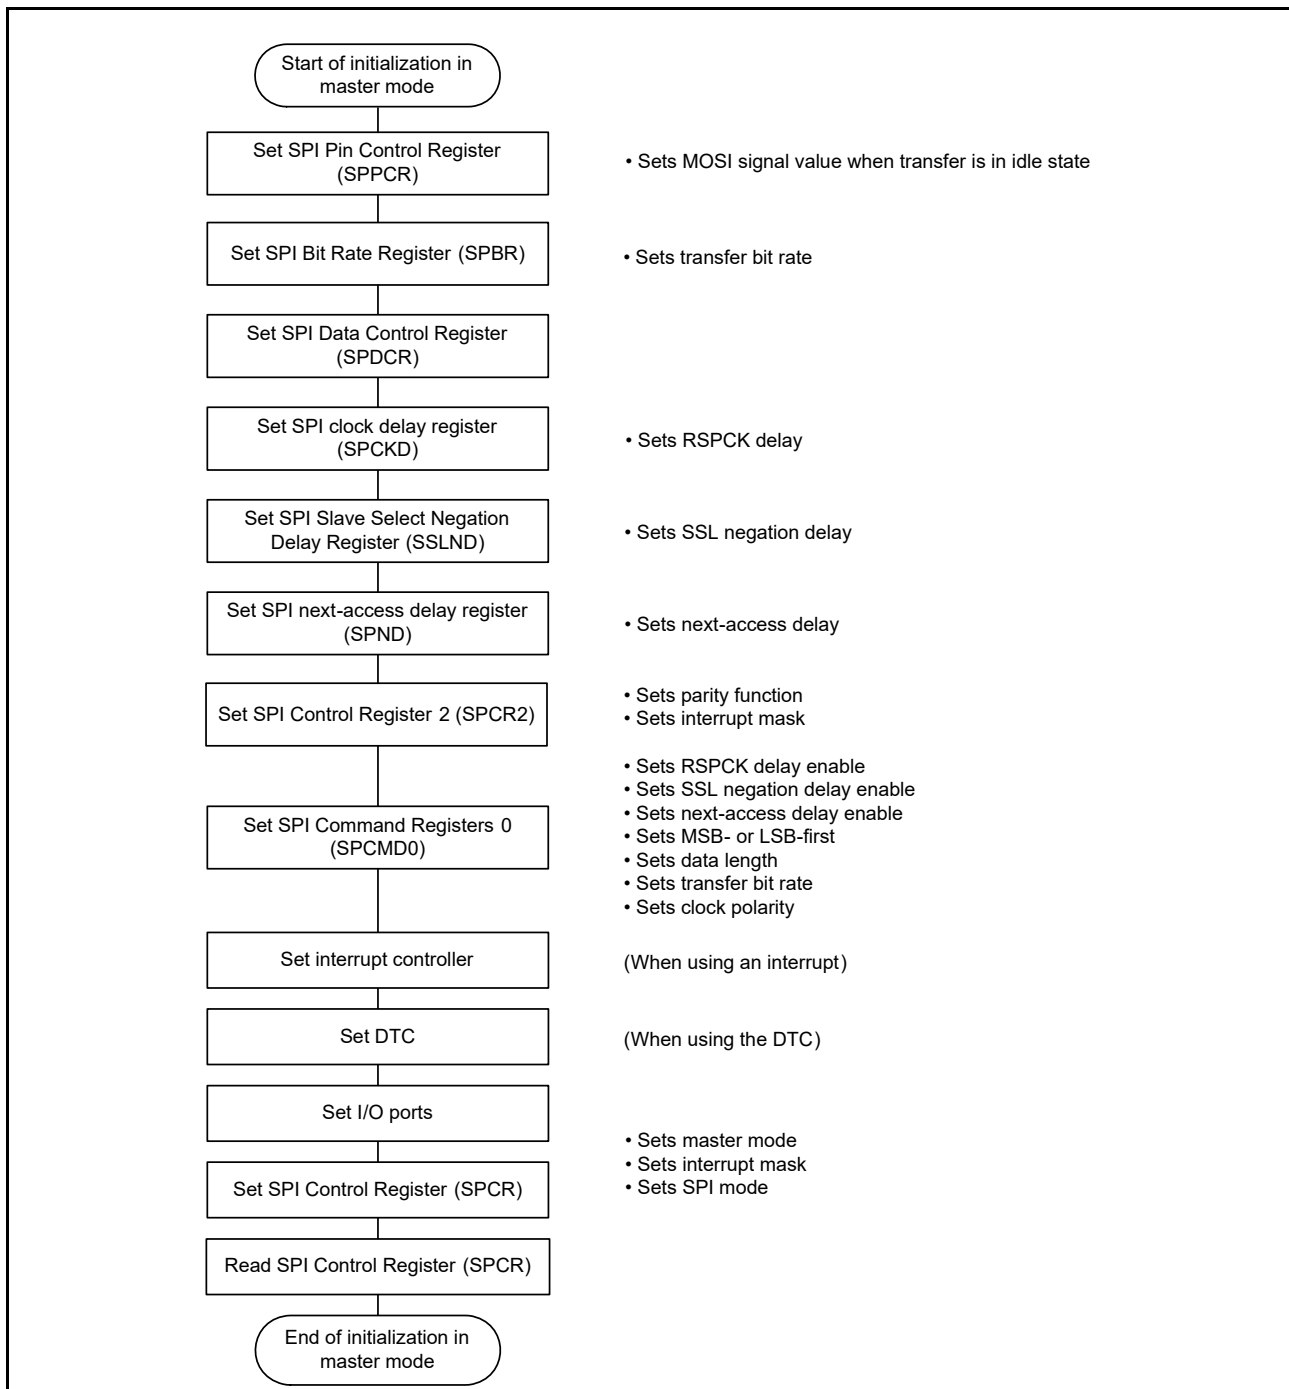 Start of initialization in
master mode
Set SPI Pin Control Register
(SPPCR)
• Sets MOSI signal value when transfer is in idle state
Set SPI Bit Rate Register (SPBR)
• Sets transfer bit rate
Set SPI Data Control Register
(SPDCR)
Set SPI clock delay register
(SPCKD)
• Sets RSPCK delay
Set SPI Slave Select Negation
Delay Register (SSLND)
• Sets SSL negation delay
Set SPI next-access delay register
(SPND)
• Sets next-access delay
Set SPI Control Register 2 (SPCR2)
• Sets parity function
• Sets interrupt mask
Set SPI Command Registers 0
(SPCMD0)
• Sets RSPCK delay enable
• Sets SSL negation delay enable
• Sets next-access delay enable
• Sets MSB- or LSB-first
• Sets data length
• Sets transfer bit rate
• Sets clock polarity
Set interrupt controller
(When using an interrupt)
Set DTC
(When using the DTC)
Set I/O ports
Set SPI Control Register (SPCR)
• Sets master mode
• Sets interrupt mask
• Sets SPI mode
Read SPI Control Register (SPCR)
End of initialization in
master mode